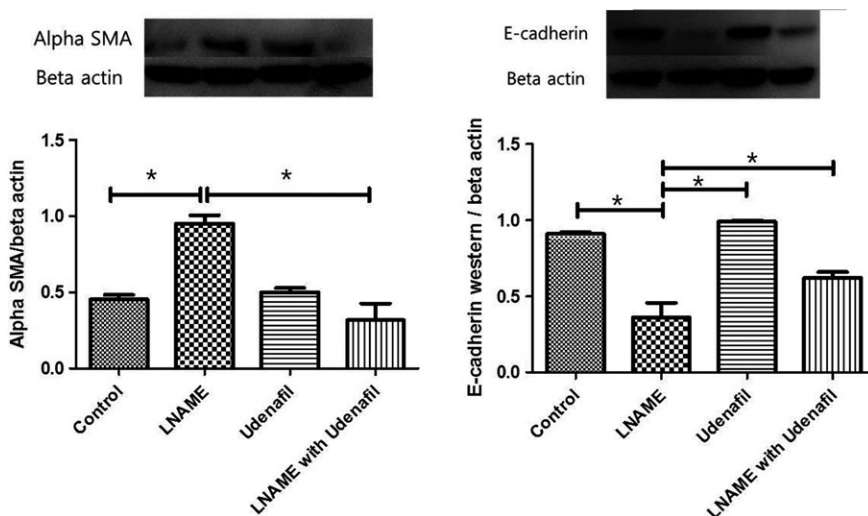 Alpha SMA
Beta actin
Alpha SMA/beta actin
1.5
1.0
0.5
0.0
*
*
Control
LNAME
Udenafil
LNAME with Udenafil
E-cadherin
Beta actin
E-cadherin western / beta actin
1.5
1.0
0.5
0.0
*
*
*
Control
LNAME
Udenafil
LNAME with Udenafil